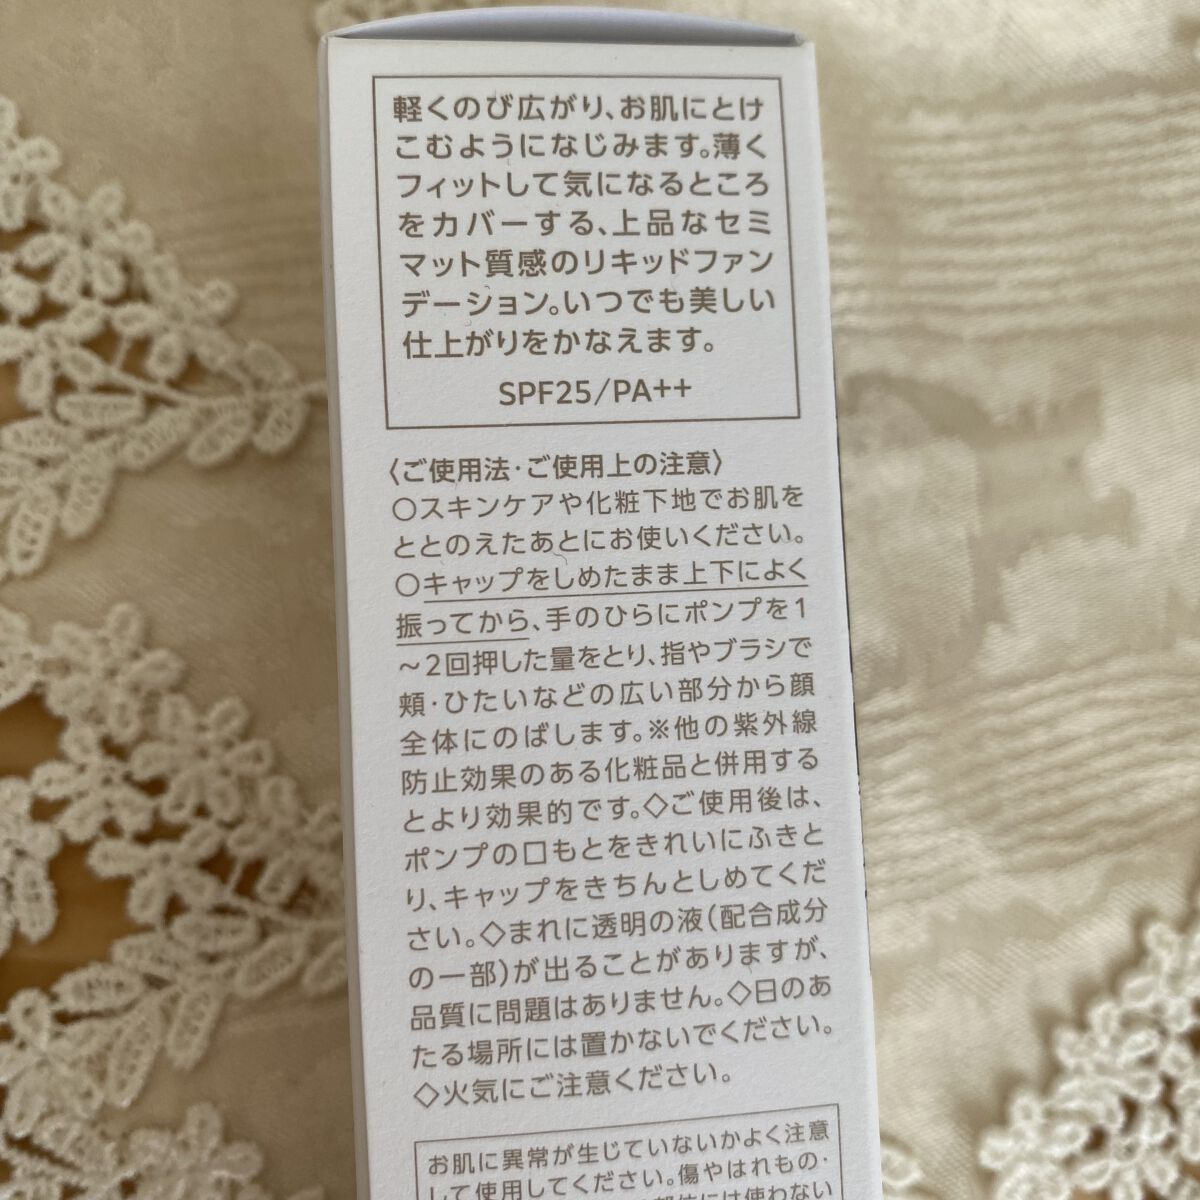 軽くのび広がり、お肌にとけ
こむようになじみます。薄く
フィットして気になるところ
をカバーする、上品なセミ
マット質感のリキッドファン
デーション。いつでも美しい
仕上がりをかなえます。
SPF25/PA++
〈ご使用法・ご使用上の注意〉
○スキンケアや化粧下地でお肌を
ととのえたあとにお使いください。
○キャップをしめたまま上下によく
振ってから、手のひらにポンプを1
～2回押した量をとり、指やブラシで
頬・ひたいなどの広い部分から顔
全体にのばします。※他の紫外線
防止効果のある化粧品と併用する
とより効果的です。◇ご使用後は、
ポンプの口もとをきれいにふきと
り、キャップをきちんとしめてくだ
さい。◇まれに透明の液(配合成分
の一部)が出ることがありますが、
品質に問題はありません。◇日のあ
たる場所には置かないでください。
◇火気にご注意ください。
お肌に異常が生じていないかよく注意
して使用してください。傷やはれもの・
部位には使わない